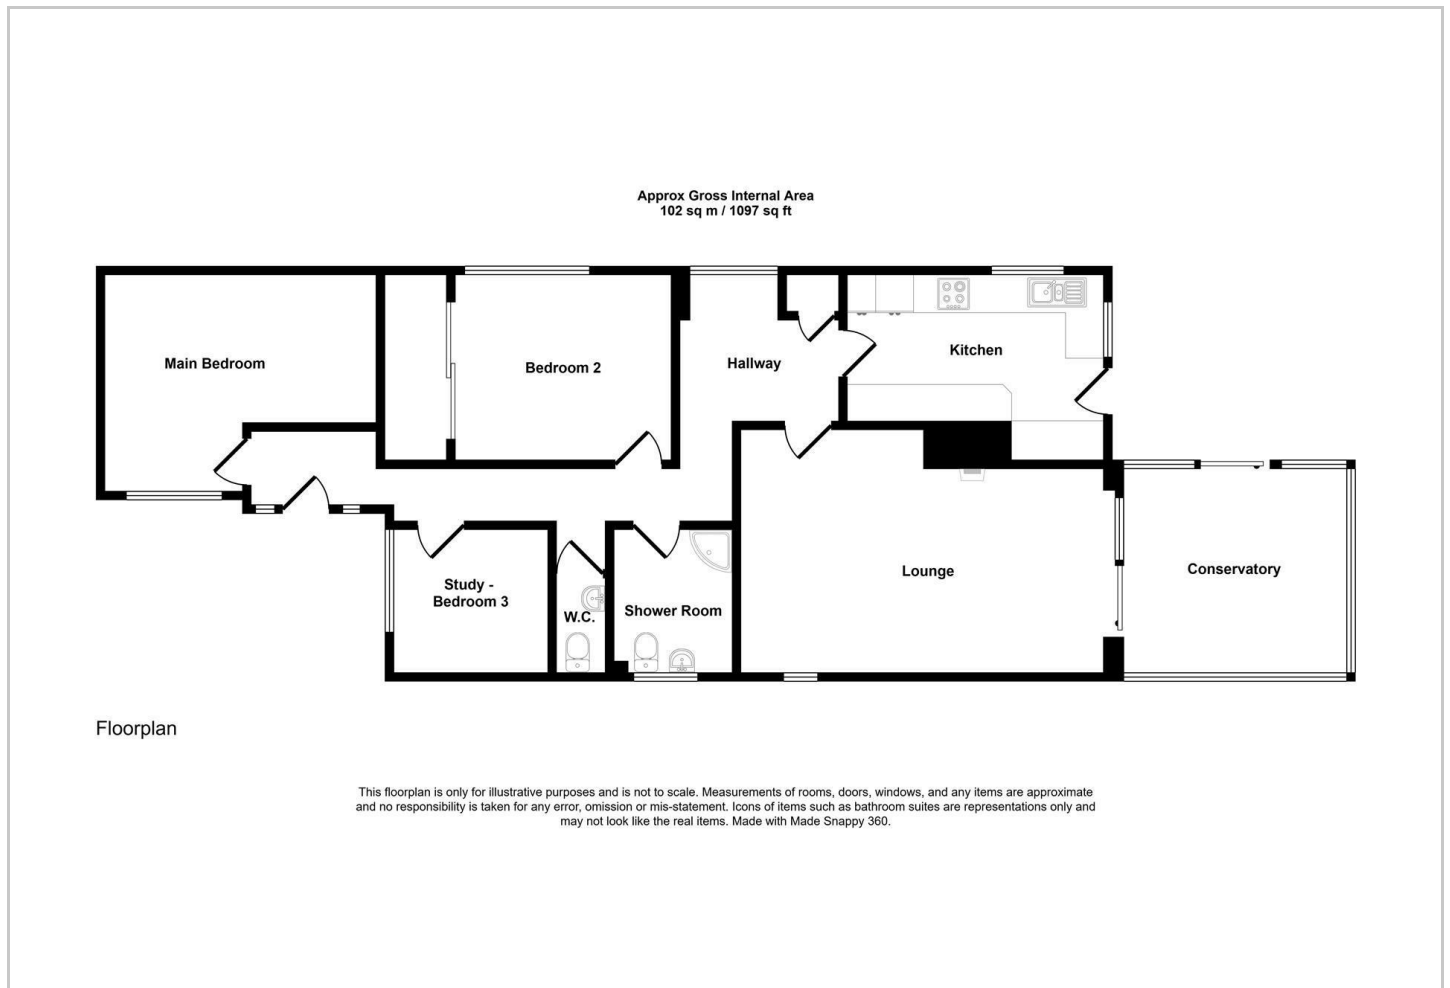 Approx Gross Internal Area
102 sq m / 1097 sq ft
Main Bedroom
Bedroom 2
Hallway
Kitchen
Study -
Bedroom 3
W.C.
Shower Room
Lounge
Conservatory
Floorplan
This floorplan is only for illustrative purposes and is not to scale. Measurements of rooms, doors, windows, and any items are approximate
and no responsibility is taken for any error, omission or mis-statement. Icons of items such as bathroom suites are representations only and
may not look like the real items. Made with Made Snappy 360.